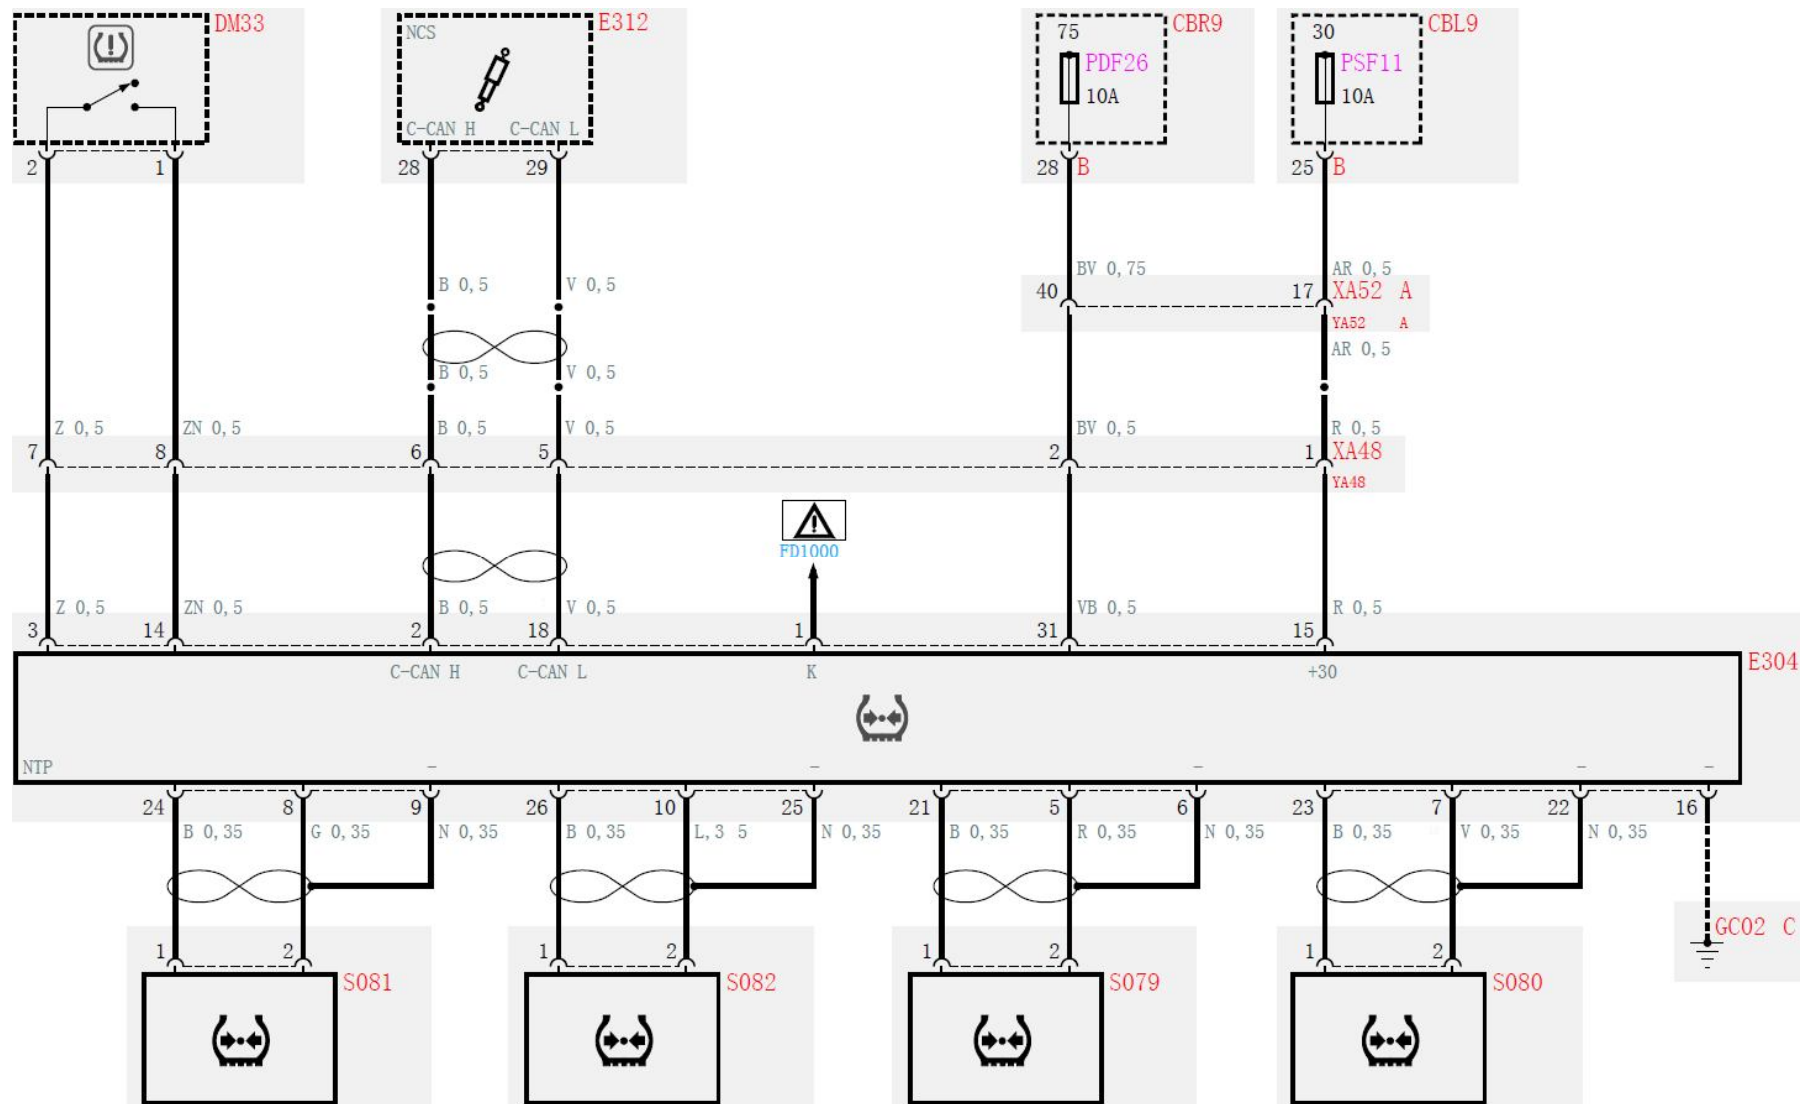 DM33
NCS
E312
75
CBR9
30
CBL9
PDF26
PSF11
10A
10A
C-CAN H
C-CAN L
2
1
28
29
28
B
25
B
B 0,5
V 0,5
BV 0,75
AR 0,5
40
17
XA52 A
YA52 A
AR 0,5
B 0,5
V 0,5
Z 0,5
ZN 0,5
B 0,5
V 0,5
BV 0,5
R 0,5
7
8
6
5
2
1
XA48
YA48
FD1000
Z 0,5
ZN 0,5
B 0,5
V 0,5
VB 0,5
R 0,5
3
14
2
18
1
31
15
C-CAN H
C-CAN L
K
+30
E304
NTP
-
-
-
-
-
24
8
9
26
10
25
21
5
6
23
7
22
16
B 0,35
G 0,35
N 0,35
B 0,35
L,3 5
N 0,35
B 0,35
R 0,35
N 0,35
B 0,35
V 0,35
N 0,35
GC02 C
1
2
1
2
1
2
1
2
S081
S082
S079
S080